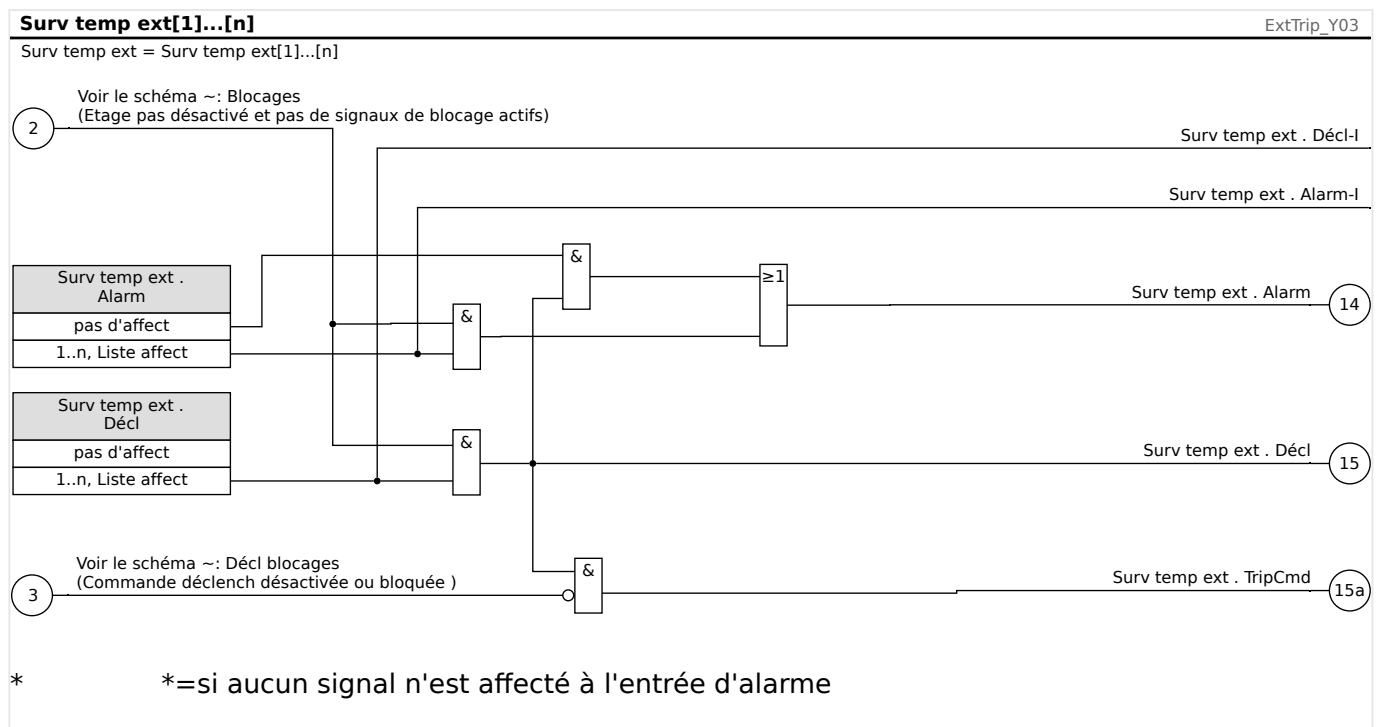 Surv temp ext[1]...[n]
ExtTrip_Y03
Surv temp ext = Surv temp ext[1]...[n]
Voir le schéma ~: Blocages
(Etage pas désactivé et pas de signaux de blocage actifs)
2
Surv temp ext . Décl-I
Surv temp ext . Alarm-I
&
Surv temp ext .
Alarm
≥1
Surv temp ext . Alarm
14
pas d'affect
&
1..n, Liste affect
Surv temp ext .
Décl
pas d'affect
&
Surv temp ext . Décl
15
1..n, Liste affect
Voir le schéma ~: Décl blocages
(Commande déclench désactivée ou bloquée )
3
&
Surv temp ext . TripCmd
15a
* *=si aucun signal n'est affecté à l'entrée d'alarme